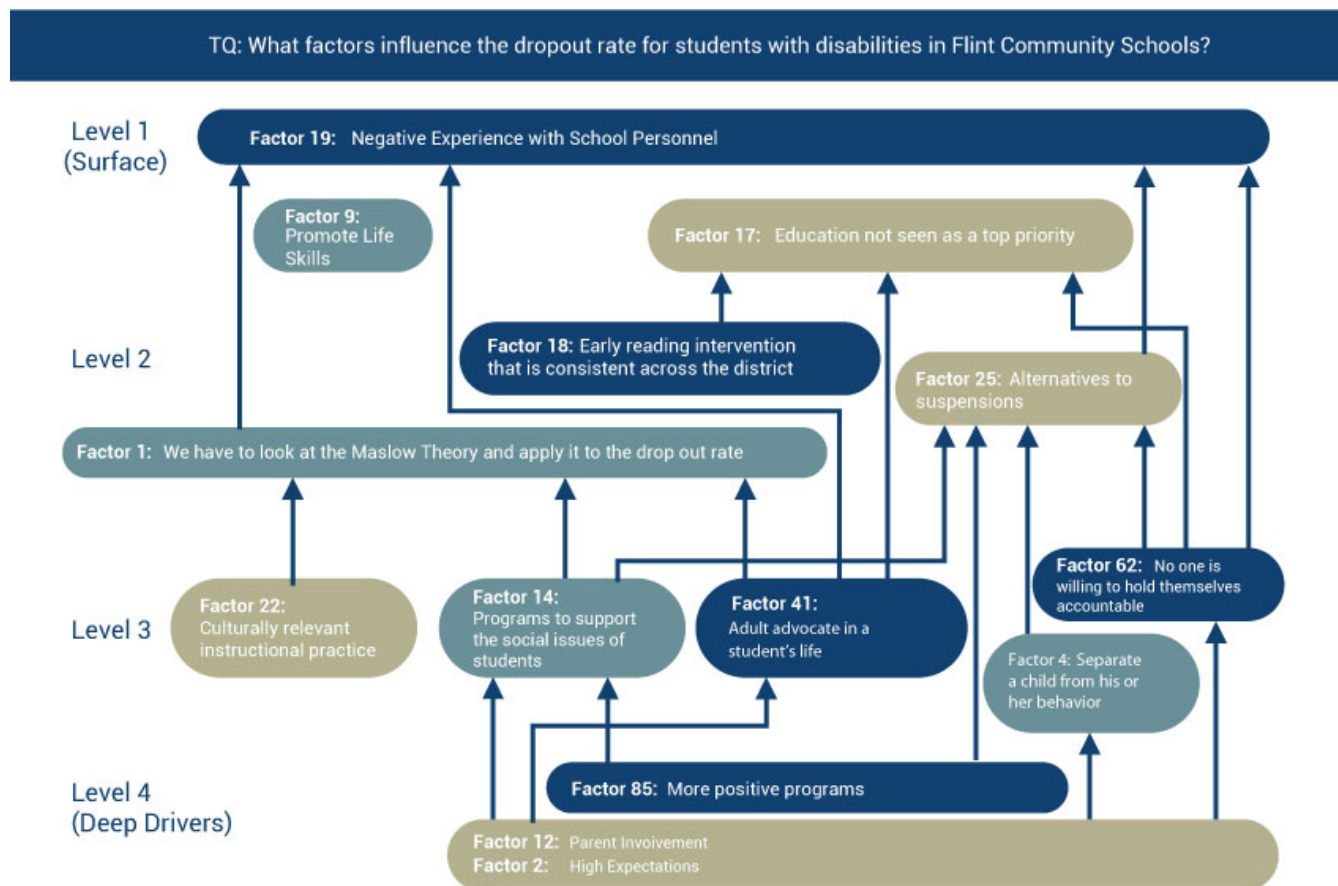 TQ: What factors influence the dropout rate for students with disabilities in Flint Community Schools?
Level 1
(Surface)
Factor 19: Negative Experience with School Personnel
Factor 9:
Promote Life
Skills
Factor 17: Education not seen as a top priority
Level 2
Factor 18: Early reading intervention
that is consistent across the district
Factor 25: Alternatives to
suspensions
Factor 1: We have to look at the Maslow Theory and apply it to the drop out rate
Level 3
Factor 22:
Culturally relevant
instructional practice
Factor 14:
Programs to support
the social issues of
students
Factor 41:
Adult advocate in a
student's life
Factor 62: No one is
willing to hold themselves
accountable
Factor 4: Separate
a child from his or
her behavior
Level 4
(Deep Drivers)
Factor 85: More positive programs
Factor 12: Parent Invoivement
Factor 2: High Expectations